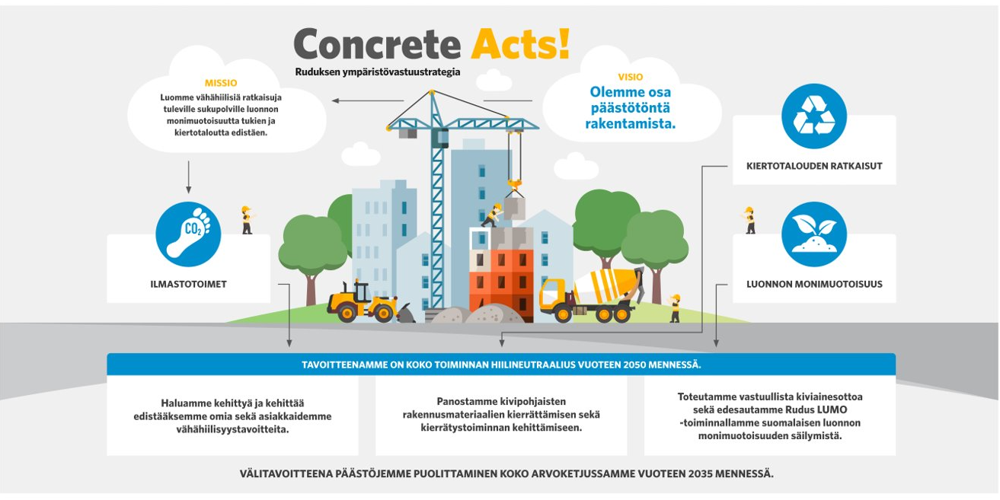 Concrete Acts!
Ruduksen ympäristövastuustrategia
MISSIO
Luomme vähähiilisiä ratkaisuja
tuleville sukupolville luonnon
monimuotoisuutta tukien ja
kiertotaloutta edistäen.
VISIO
Olemme osa
päästötöntä
rakentamista.
KIERTOTALOUDEN RATKAISUT
CO₂
ILMASTOTOIMET
LUONNON MONIMUOTOISUUS
TAVOITTEENAMME ON KOKO TOIMINNAN HIILINEUTRAALIUS VUOTEEN 2050 MENNESSÄ.
Haluamme kehittyä ja kehittää
edistääksemme omia sekä asiakkaidemme
vähähiilisyystavoitteita.
Panostamme kivipohjaisten
rakennusmateriaalien kierrättämisen sekä
kierrätystoiminnan kehittämiseen.
Toteutamme vastuullista kiviainesottoa
sekä edesautamme Rudus LUMO
-toiminnallamme suomalaisen luonnon
monimuotoisuuden säilymistä.
VÄLITAVOITTEENA PÄÄSTÖJEMME PUOLITTAMINEN KOKO ARVOKETJUSSAMME VUOTEEN 2035 MENNESSÄ.